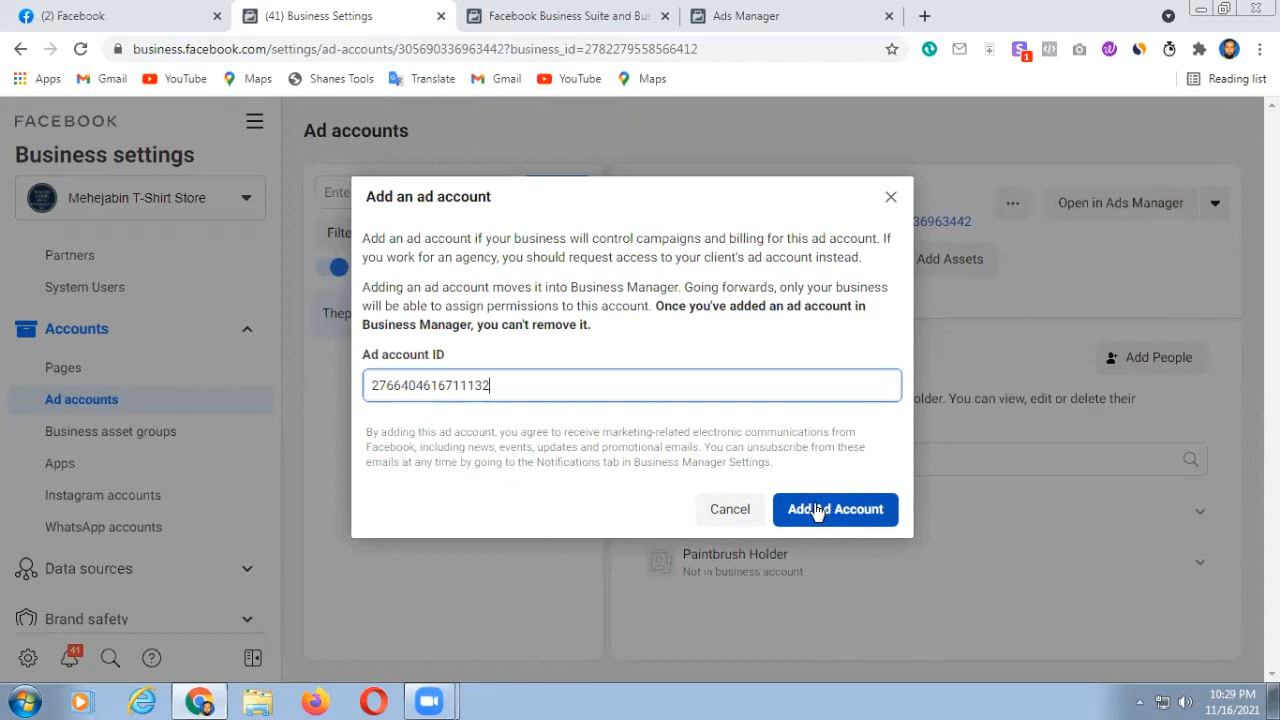 (2) Facebook
(41) Business Settings
Facebook Business Suite and Bus
Ads Manager
business.facebook.com/settings/ad-accounts/305690336963442?business_id=2782279558566412
Apps
Gmail
YouTube
Maps
Shanes Tools
Translate
Gmail
YouTube
Maps
Reading list
FACEBOOK
Business settings
Mehejabin T-Shirt Store
Partners
System Users
Accounts
Pages
Ad accounts
Business asset groups
Apps
Instagram accounts
WhatsApp accounts
Data sources
Brand safety
41
Ad accounts
Enter
Filte
Thep
36963442
Open in Ads Manager
Add Assets
Add People
older. You can view, edit or delete their
Paintbrush Holder
Not in business account
Add an ad account
Add an ad account if your business will control campaigns and billing for this ad account. If
you work for an agency, you should request access to your client's ad account instead.
Adding an ad account moves it into Business Manager. Going forwards, only your business
will be able to assign permissions to this account. Once you've added an ad account in
Business Manager, you can't remove it.
Ad account ID
2766404616711132
By adding this ad account, you agree to receive marketing-related electronic communications from
Facebook, including news, events, updates and promotional emails. You can unsubscribe from these
emails at any time by going to the Notifications tab in Business Manager Settings.
Cancel
Add Ad Account
10:29 PM
11/16/2021